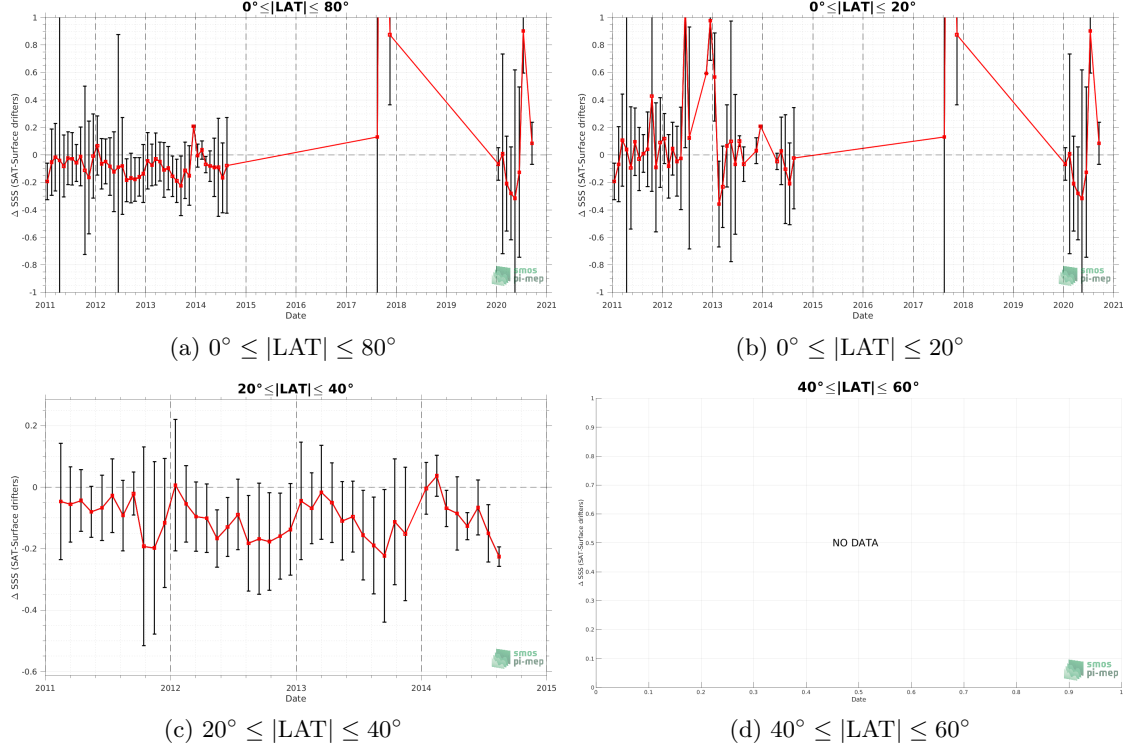 0°≤|LAT|≤ 80°
1
0.8
0.6
0.4
0.2
0
-0.2
-0.4
-0.6
-0.8
-1
Δ SSS (SAT-Surface drifters)
2011 2012 2013 2014 2015 2016 2017 2018 2019 2020 2021
Date
smos
pi-mep
(a) 0° ≤ |LAT| ≤ 80°
0°≤|LAT|≤ 20°
1
0.8
0.6
0.4
0.2
0
-0.2
-0.4
-0.6
-0.8
-1
Δ SSS (SAT-Surface drifters)
2011 2012 2013 2014 2015 2016 2017 2018 2019 2020 2021
Date
smos
pi-mep
(b) 0° ≤ |LAT| ≤ 20°
20°≤|LAT|≤ 40°
0.2
0
-0.2
-0.4
-0.6
Δ SSS (SAT-Surface drifters)
2011 2012 2013 2014 2015
Date
smos
pi-mep
(c) 20° ≤ |LAT| ≤ 40°
40°≤|LAT|≤ 60°
1
0.9
0.8
0.7
0.6
0.5
0.4
0.3
0.2
0.1
0
Δ SSS (SAT-Surface drifters)
NO DATA
0 0.1 0.2 0.3 0.4 0.5 0.6 0.7 0.8 0.9 1
Date
smos
pi-mep
(d) 40° ≤ |LAT| ≤ 60°